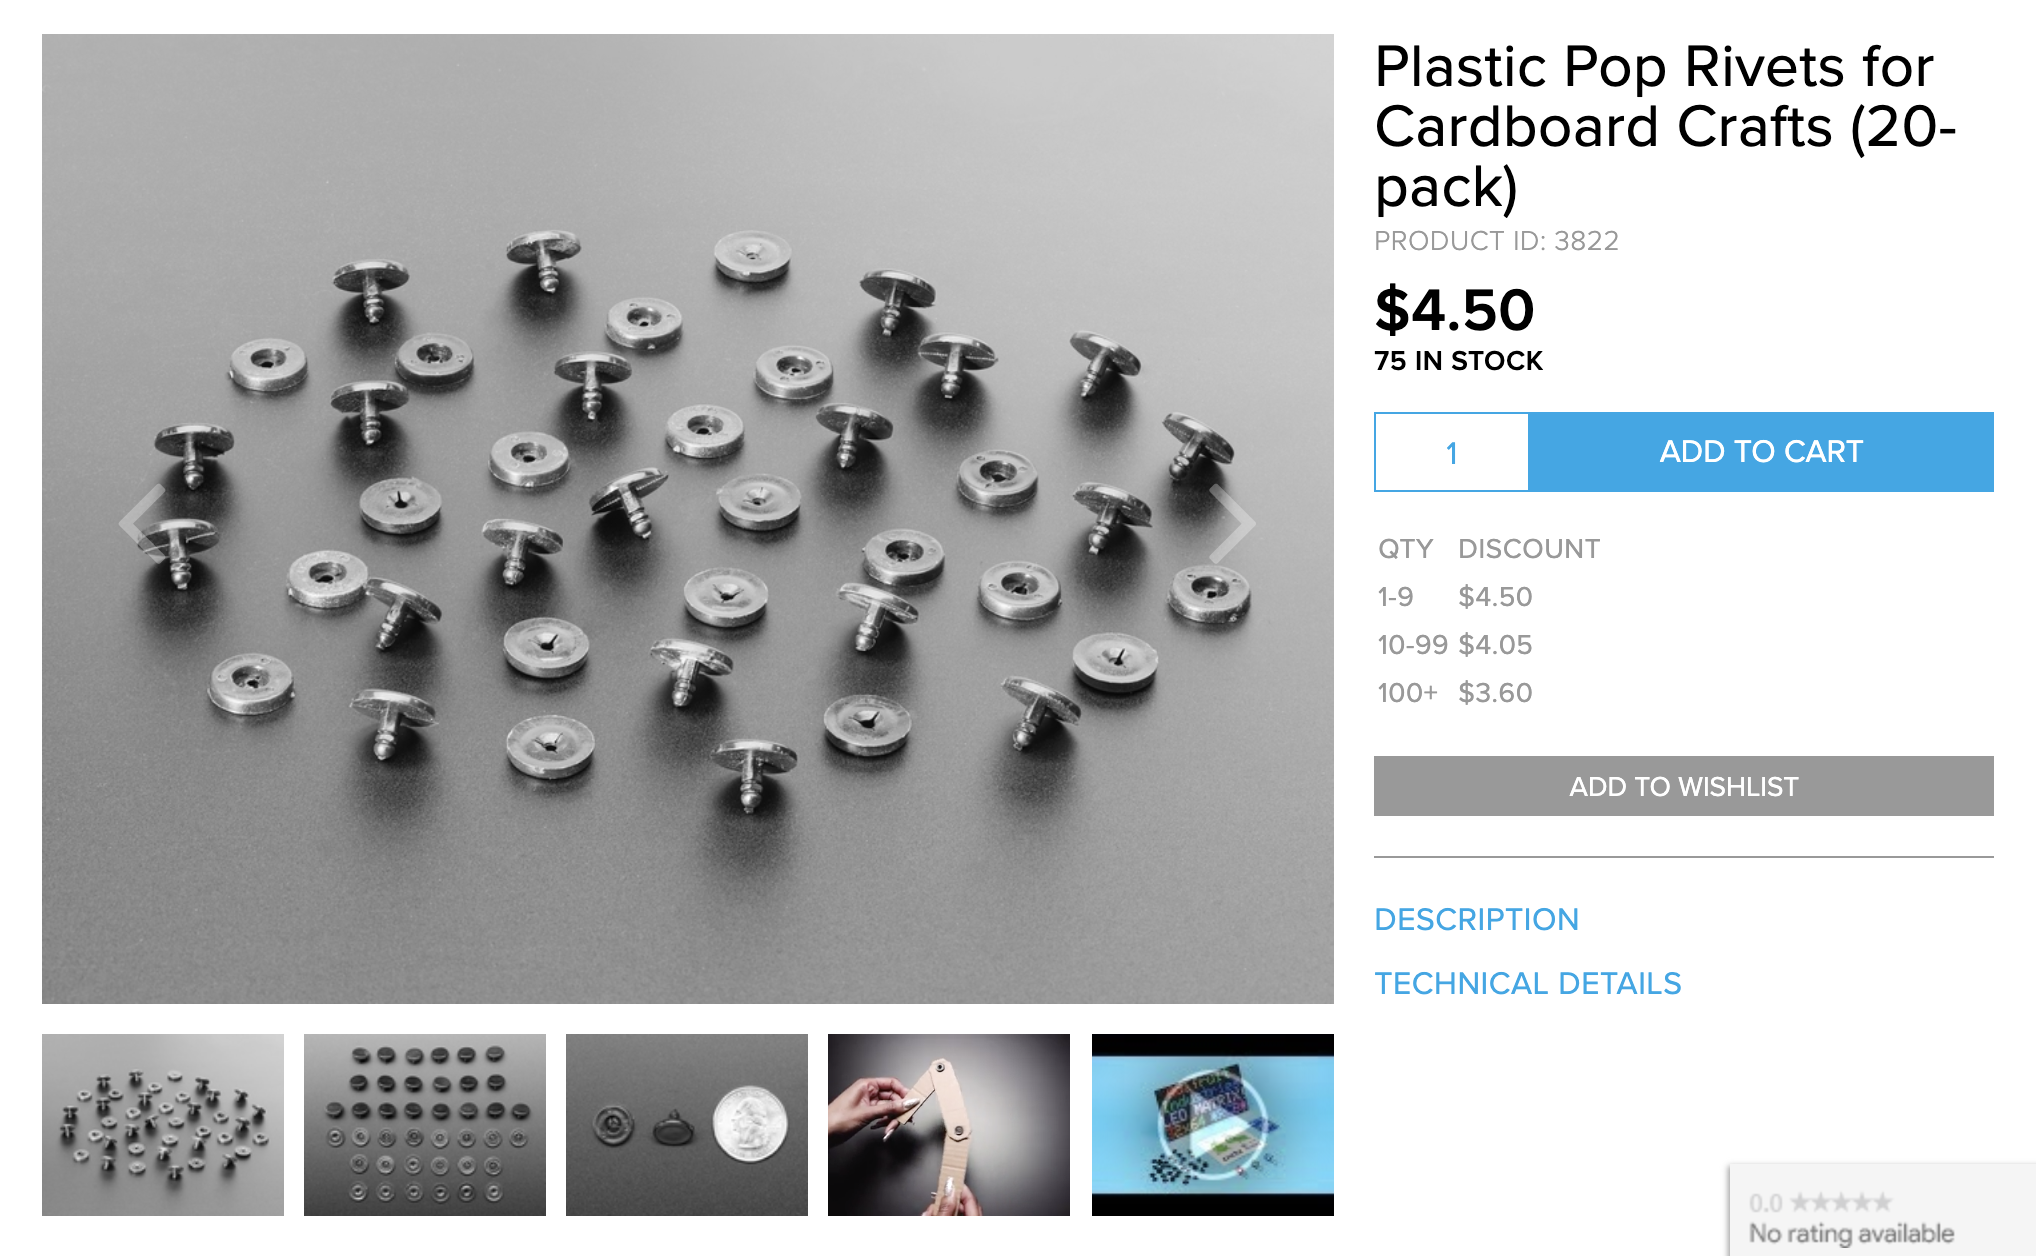 Plastic Pop Rivets for
Cardboard Crafts (20-
pack)
PRODUCT ID: 3822
$4.50
75 IN STOCK
1 ADD TO CART
QTY DISCOUNT
1-9 $4.50
10-99 $4.05
100+ $3.60
ADD TO WISHLIST
DESCRIPTION
TECHNICAL DETAILS
LED MATRIX
0.0 ★★★★★
No rating available